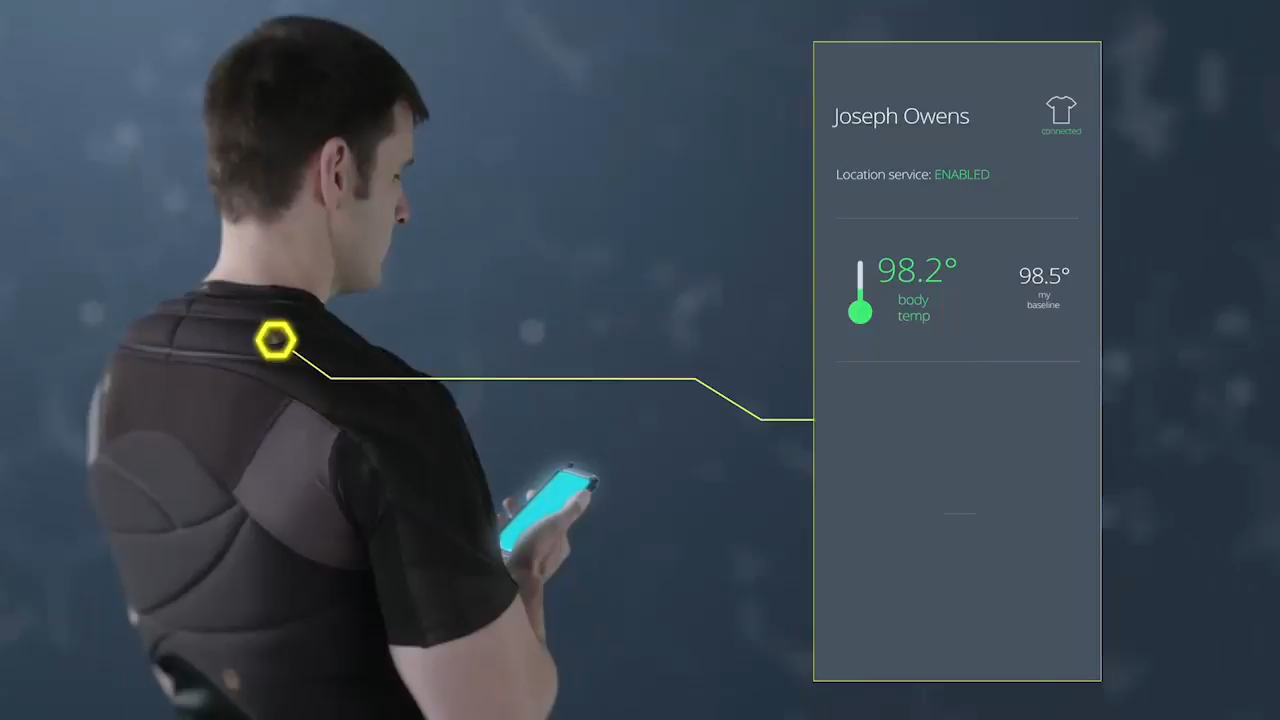 Joseph Owens
connected
Location service: ENABLED
98.2°
body
temp
98.5°
my
baseline